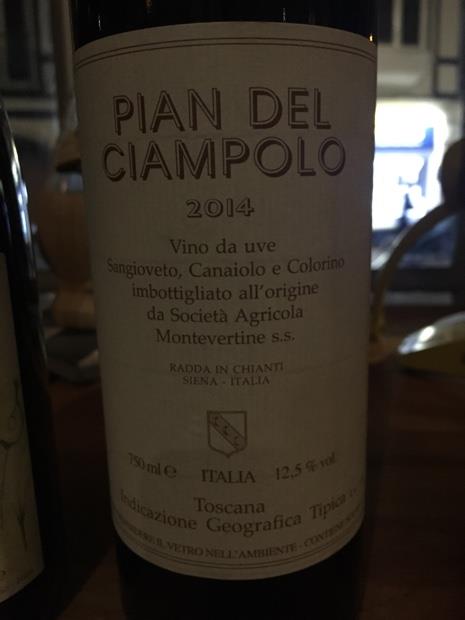 PIAN DEL
CIAMPOLO
2014
Vino da uve
Sangioveto, Canaiolo e Colorino
imbottigliato all'origine
da Società Agricola
Montevertine s.s.
RADDA IN CHIANTI
SIENA - ITALIA
750 ml e ITALIA 12,5 % vol.
Toscana
Indicazione Geografica Tipica
IL VETRO NELL'AMBIENTE - CONTIENE